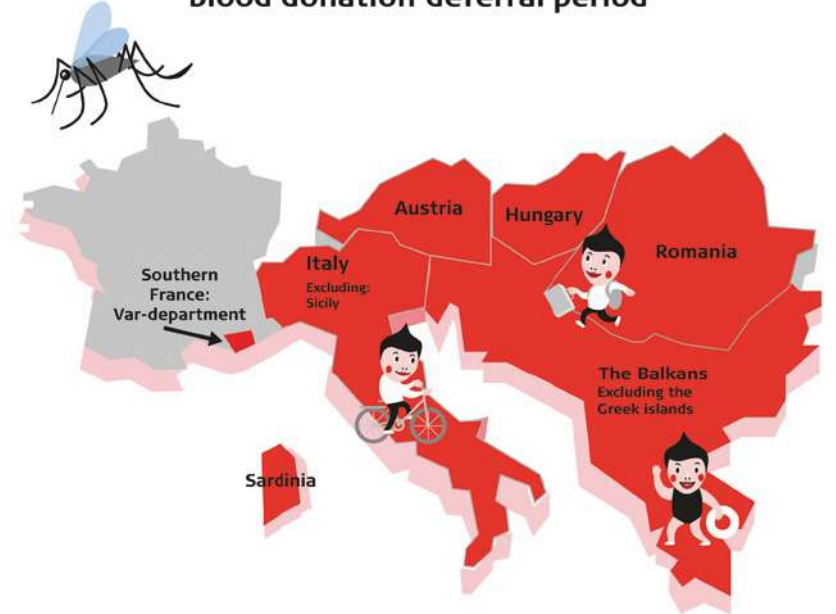 Blood donation deferral period
Austria
Hungary
Romania
Italy
Excluding:
Sicily
Southern
France:
Var-department
The Balkans
Excluding the
Greek islands
Sardinia